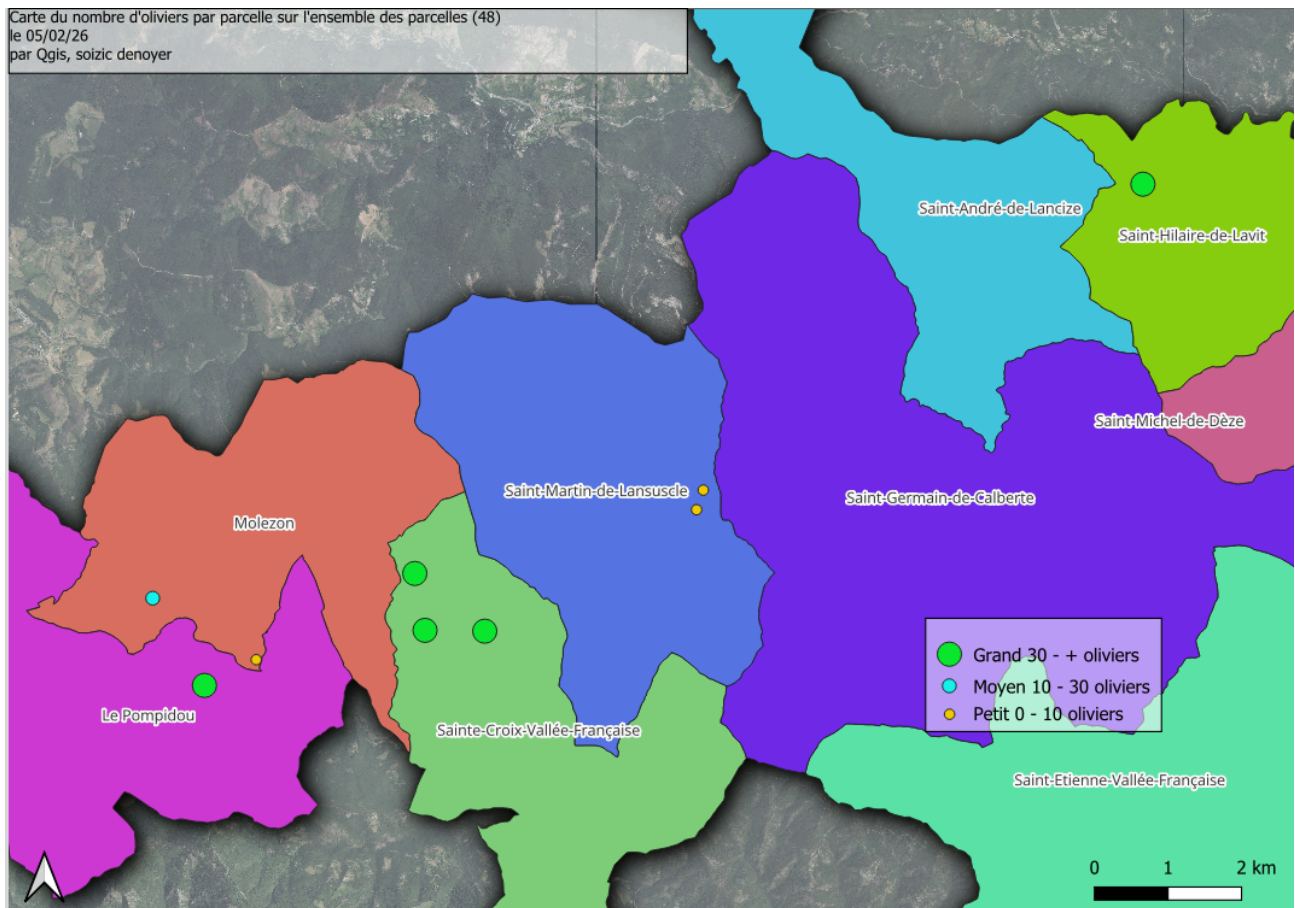 Carte du nombre d'oliviers par parcelle sur l'ensemble des parcelles (48)
le 05/02/26
par Qgis, soizic denoyer
Saint-André-de-Lancize
Saint-Hilaire-de-Lavit
Saint-Michel-de-Dèze
Saint-Martin-de-Lansuscle
Saint-Germain-de-Calberte
Molezon
Le Pompidou
Sainte-Croix-Vallée-Française
Saint-Etienne-Vallée-Française
Grand 30 - + oliviers
Moyen 10 - 30 oliviers
Petit 0 - 10 oliviers
0 1 2 km